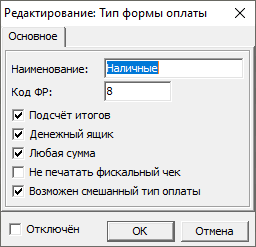 Редактирование: Тип формы оплаты
Основное
Наименование: Наличные
Код ФР: 8
Подсчёт итогов
Денежный ящик
Любая сумма
Не печатать фискальный чек
Возможен смешанный тип оплаты
Отключён OK Отмена